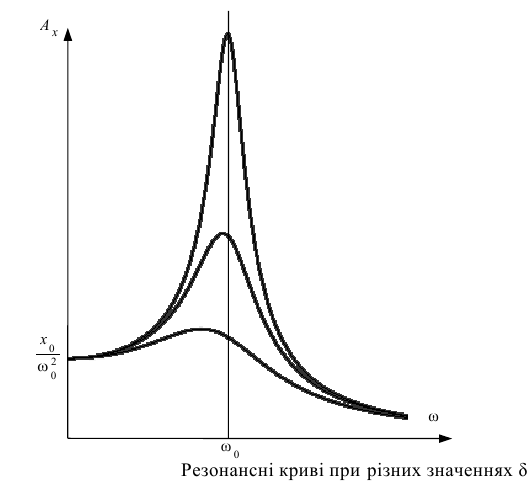 A x
x 0
ω 2 0
ω
ω 0
Резонансні криві при різних значеннях δ